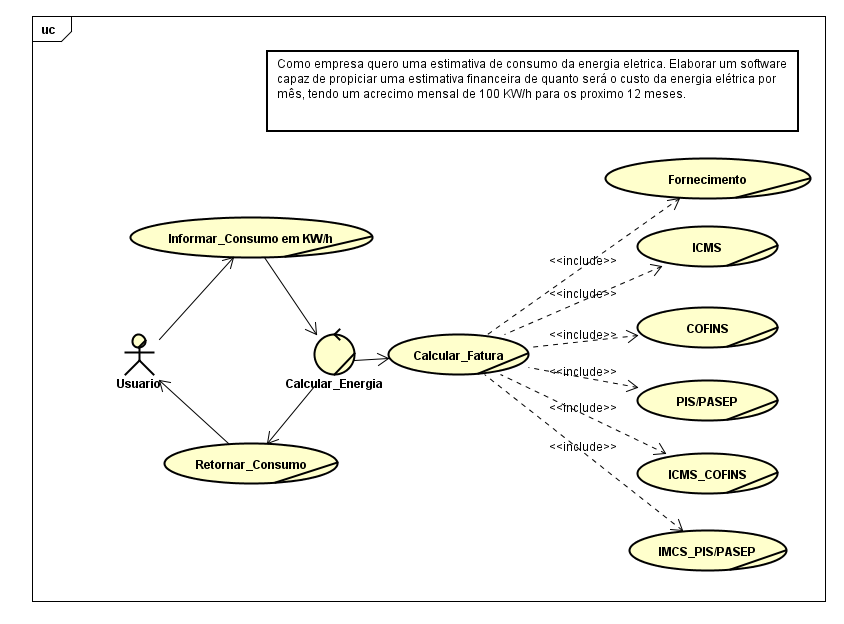 uc
Como empresa quero uma estimativa de consumo da energia eletrica. Elaborar um software
capaz de propiciar uma estimativa financeira de quanto será o custo da energia elétrica por
mês, tendo um acrecimo mensal de 100 KW/h para os proximo 12 meses.
Fornecimento
Informar_Consumo em KW/h
ICMS
<<include>>
<<include>>
COFINS
<<include>>
Calcular_Fatura
<<include>>
Usuario
Calcular_Energia
PIS/PASEP
<<include>>
<<include>>
Retornar_Consumo
ICMS_COFINS
IMCS_PIS/PASEP